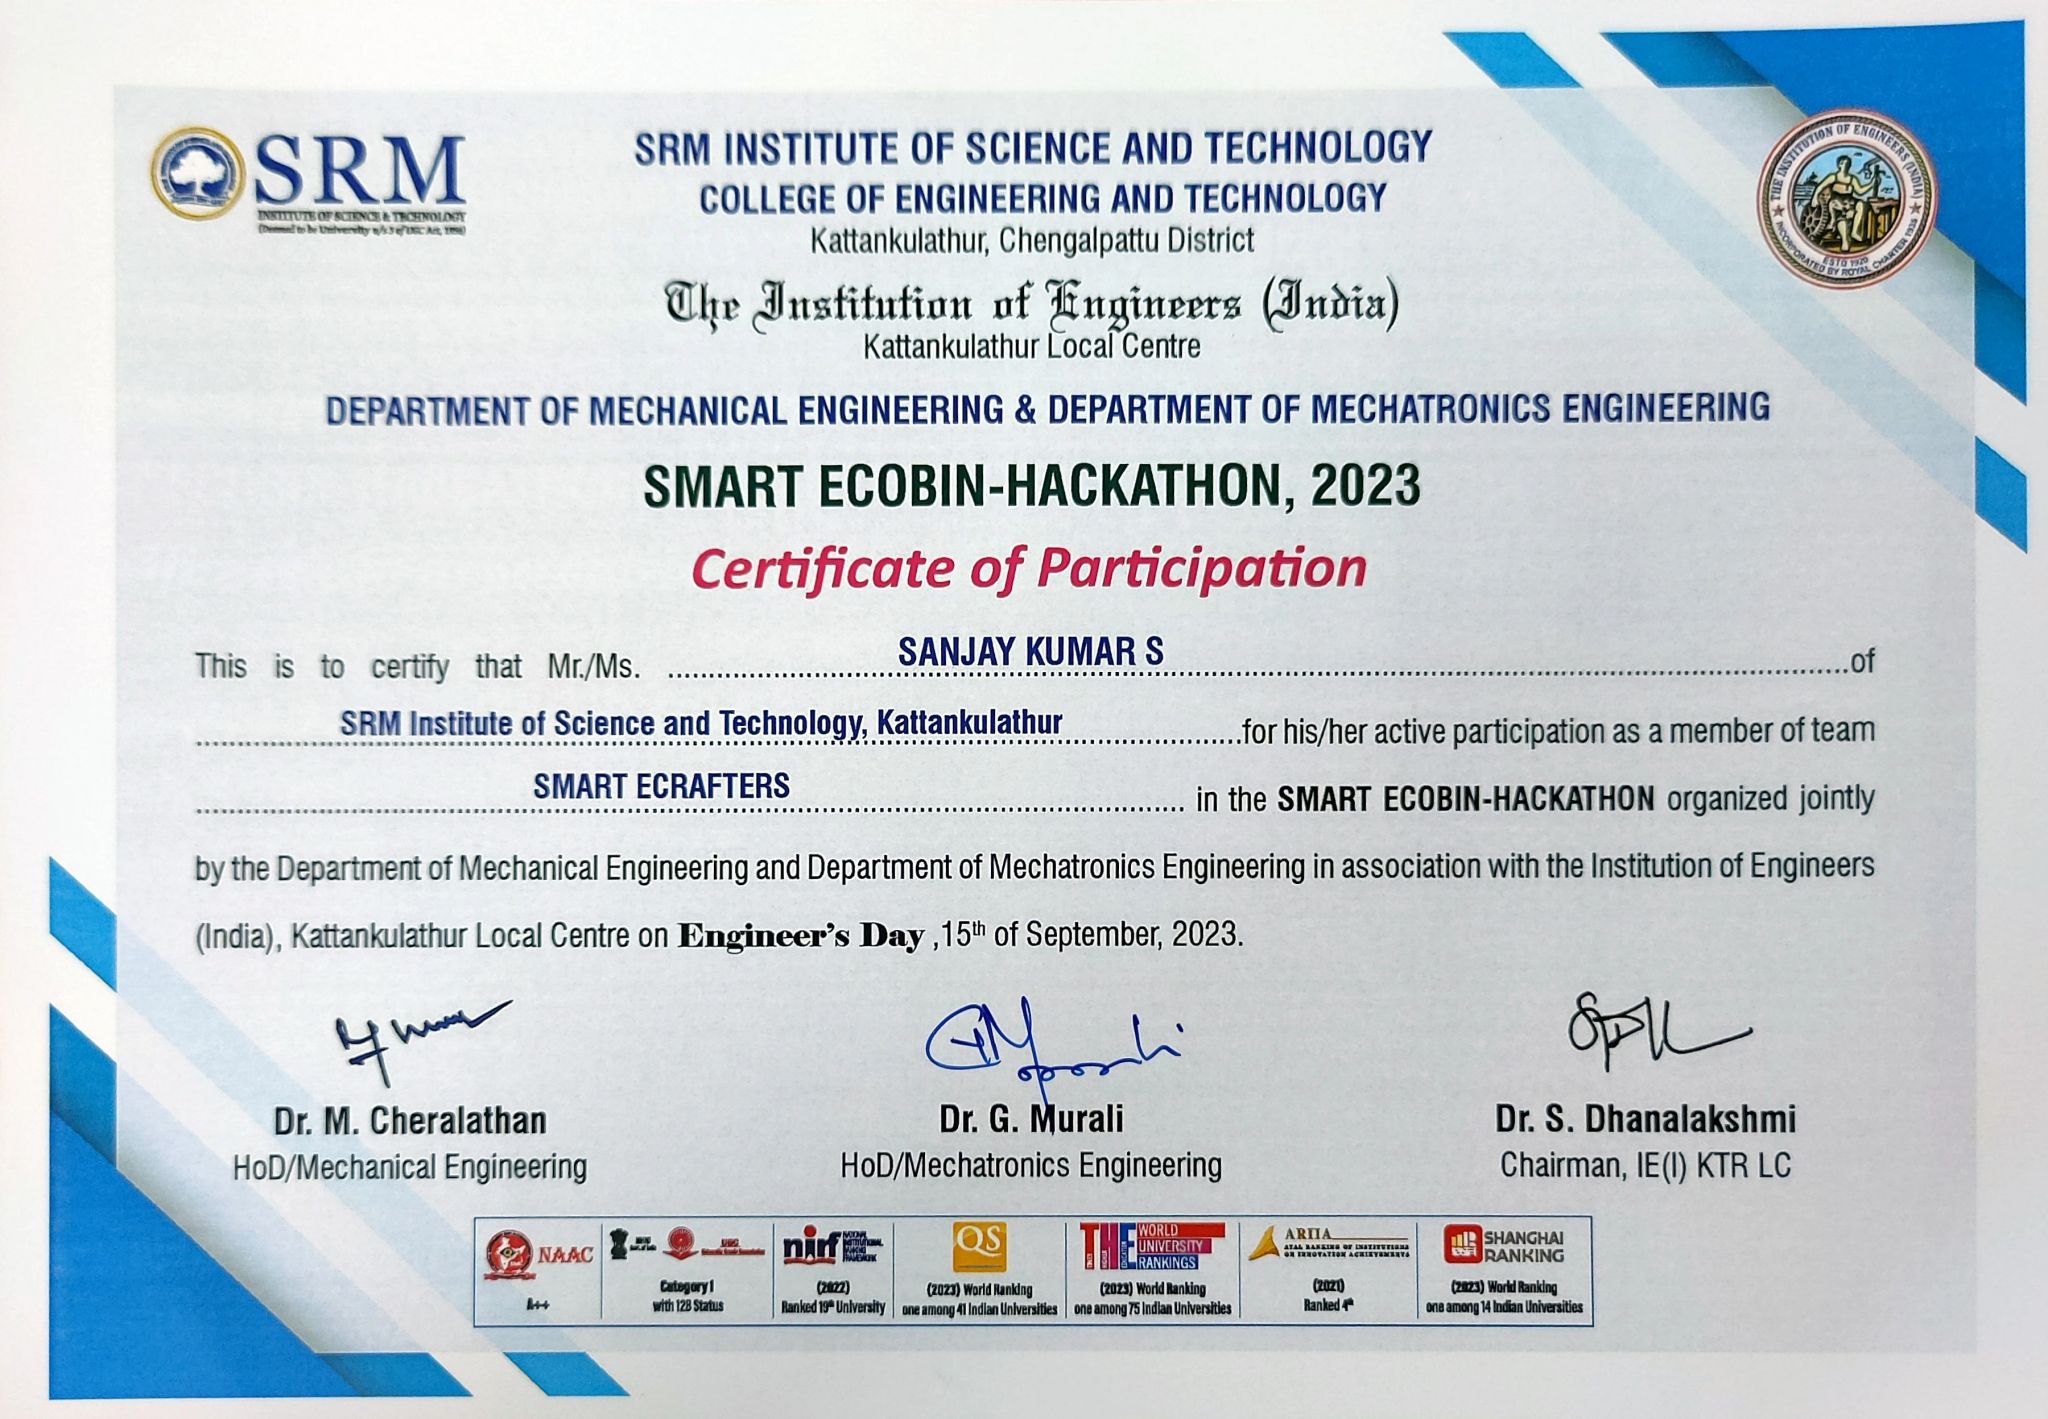 SRM
INSTITUTE OF SCIENCE & TECHNOLOGY
(Deemed to be University u/s 3 of UGC Act, 1956)
SRM INSTITUTE OF SCIENCE AND TECHNOLOGY
COLLEGE OF ENGINEERING AND TECHNOLOGY
Kattankulathur, Chengalpattu District
THE INSTITUTION OF ENGINEERS (INDIA)
ESTD 1920
INCORPORATED BY ROYAL CHARTER 1935
The Institution of Engineers (India)
Kattankulathur Local Centre
DEPARTMENT OF MECHANICAL ENGINEERING & DEPARTMENT OF MECHATRONICS ENGINEERING
SMART ECOBIN-HACKATHON, 2023
Certificate of Participation
This is to certify that Mr./Ms. SANJAY KUMAR S of
SRM Institute of Science and Technology, Kattankulathur for his/her active participation as a member of team
SMART ECRAFTERS in the SMART ECOBIN-HACKATHON organized jointly
by the Department of Mechanical Engineering and Department of Mechatronics Engineering in association with the Institution of Engineers
(India), Kattankulathur Local Centre on Engineer's Day ,15th of September, 2023.
Dr. M. Cheralathan
HoD/Mechanical Engineering
Dr. G. Murali
HoD/Mechatronics Engineering
Dr. S. Dhanalakshmi
Chairman, IE(I) KTR LC
NAAC
A++
UGC
Category I
with 12B Status
nirf
NATIONAL
INSTITUTIONAL
RANKING
FRAMEWORK
(2022)
Ranked 19th University
QS
(2023) World Ranking
one among 41 Indian Universities
THE
WORLD
UNIVERSITY
RANKINGS
(2023) World Ranking
one among 75 Indian Universities
ARIIA
ATAL RANKING OF INSTITUTIONS
ON INNOVATION ACHIEVEMENTS
(2021)
Ranked 4th
SHANGHAI
RANKING
(2023) World Ranking
one among 14 Indian Universities